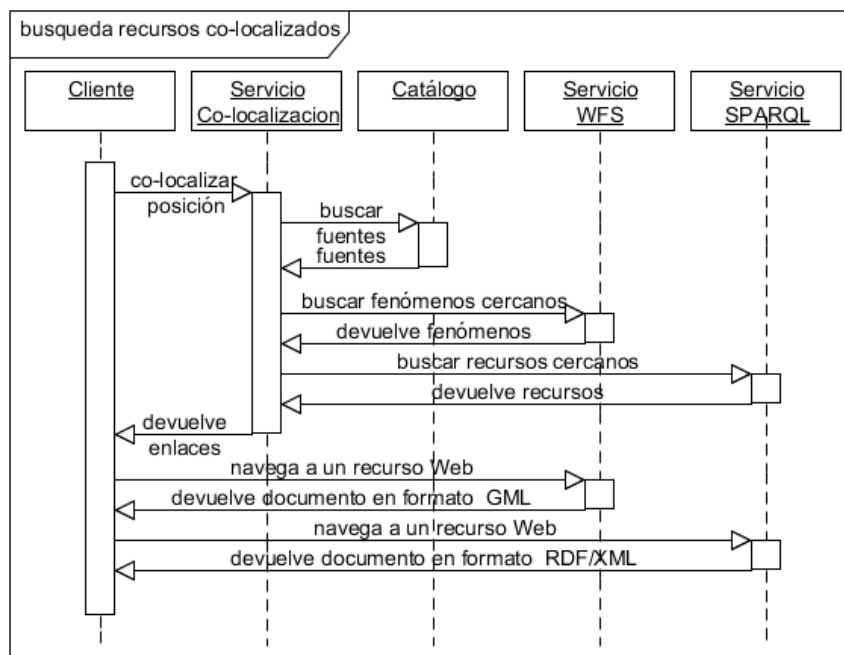 busqueda recursos co-localizados
Cliente
Servicio
Co-localizacion
Catálogo
Servicio
WFS
Servicio
SPARQL
co-localizar
posición
buscar
fuentes
fuentes
buscar fenómenos cercanos
devuelve fenómenos
buscar recursos cercanos
devuelve recursos
devuelve
enlaces
navega a un recurso Web
devuelve documento en formato GML
navega a un recurso Web
devuelve documento en formato RDF/XML